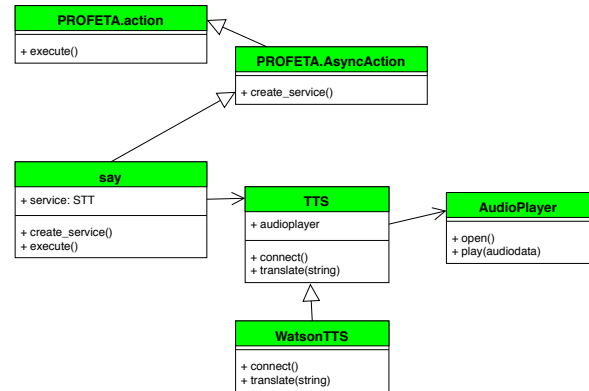 PROFETA.action
+ execute()
PROFETA.AsyncAction
+ create_service()
say
+ service: STT
+ create_service()
+ execute()
TTS
+ audioplayer
+ connect()
+ translate(string)
AudioPlayer
+ open()
+ play(audiodata)
WatsonTTS
+ connect()
+ translate(string)